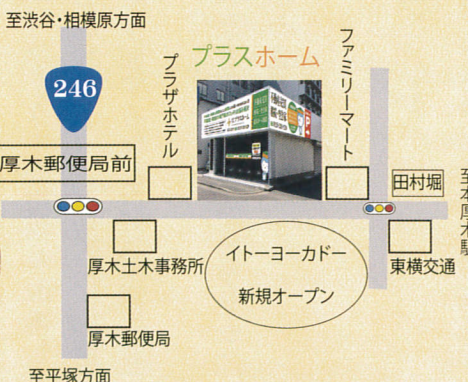 至渋谷・相模原方面
246
プラスホーム
プラザホテル
ファミリーマート
厚木郵便局前
田村堀
至本厚木駅
厚木土木事務所
イトーヨーカドー
新規オープン
東横交通
厚木郵便局
至平塚方面